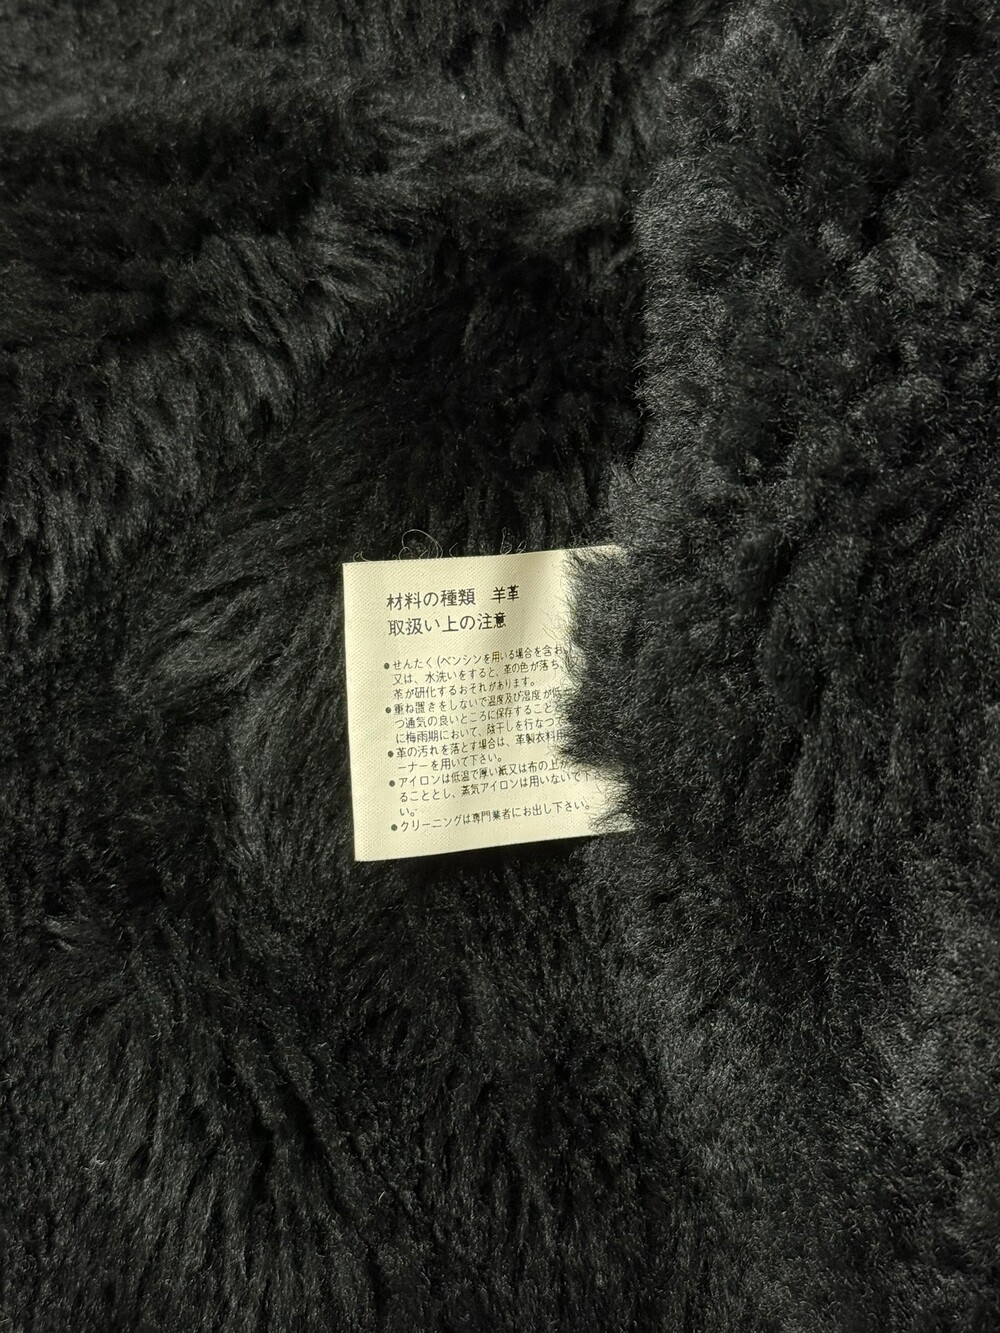 材料の種類　羊革
取扱い上の注意
●せんたく(ベンジンを用いる場合を含
又は、水洗いをすると、革の色が落ち、
革が硬化するおそれがあります。
●重ね置きをしないで温度及び湿度が低
つ通気の良いところに保存すること
に梅雨期において、陰干しを行なって
●革の汚れを落とす場合は、革製衣料用
ーナーを用いて下さい。
●アイロンは低温で厚い紙又は布の上か
ることとし、蒸気アイロンは用いないで下
い。
●クリーニングは専門業者にお出し下さい。